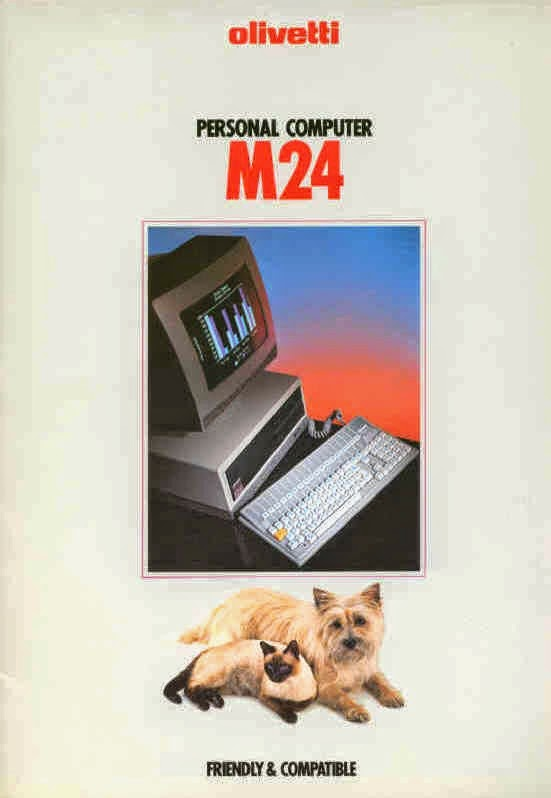 olivetti
PERSONAL COMPUTER
M24
FRIENDLY & COMPATIBLE